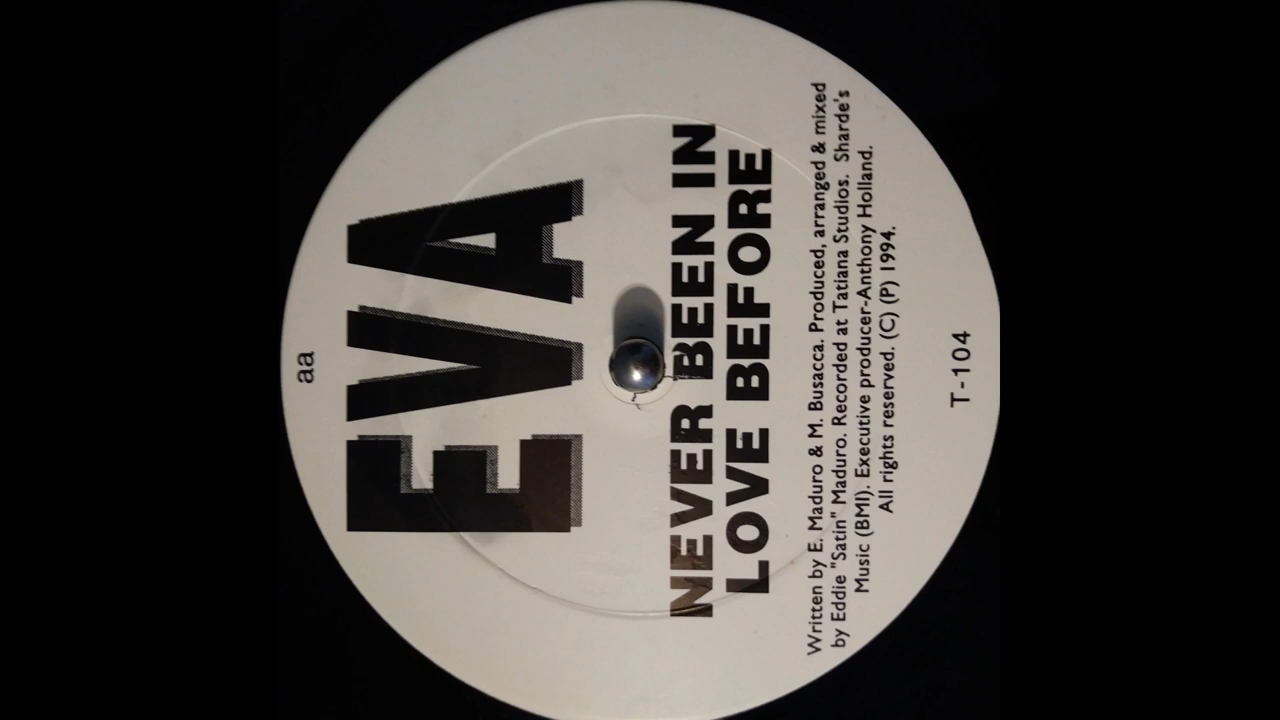 aa
EVA
NEVER BEEN IN
LOVE BEFORE
Written by E. Maduro & M. Busacca. Produced, arranged & mixed
by Eddie "Satin" Maduro. Recorded at Tatiana Studios. Sharde's
Music (BMI). Executive producer-Anthony Holland.
All rights reserved. (C) (P) 1994.
T-104